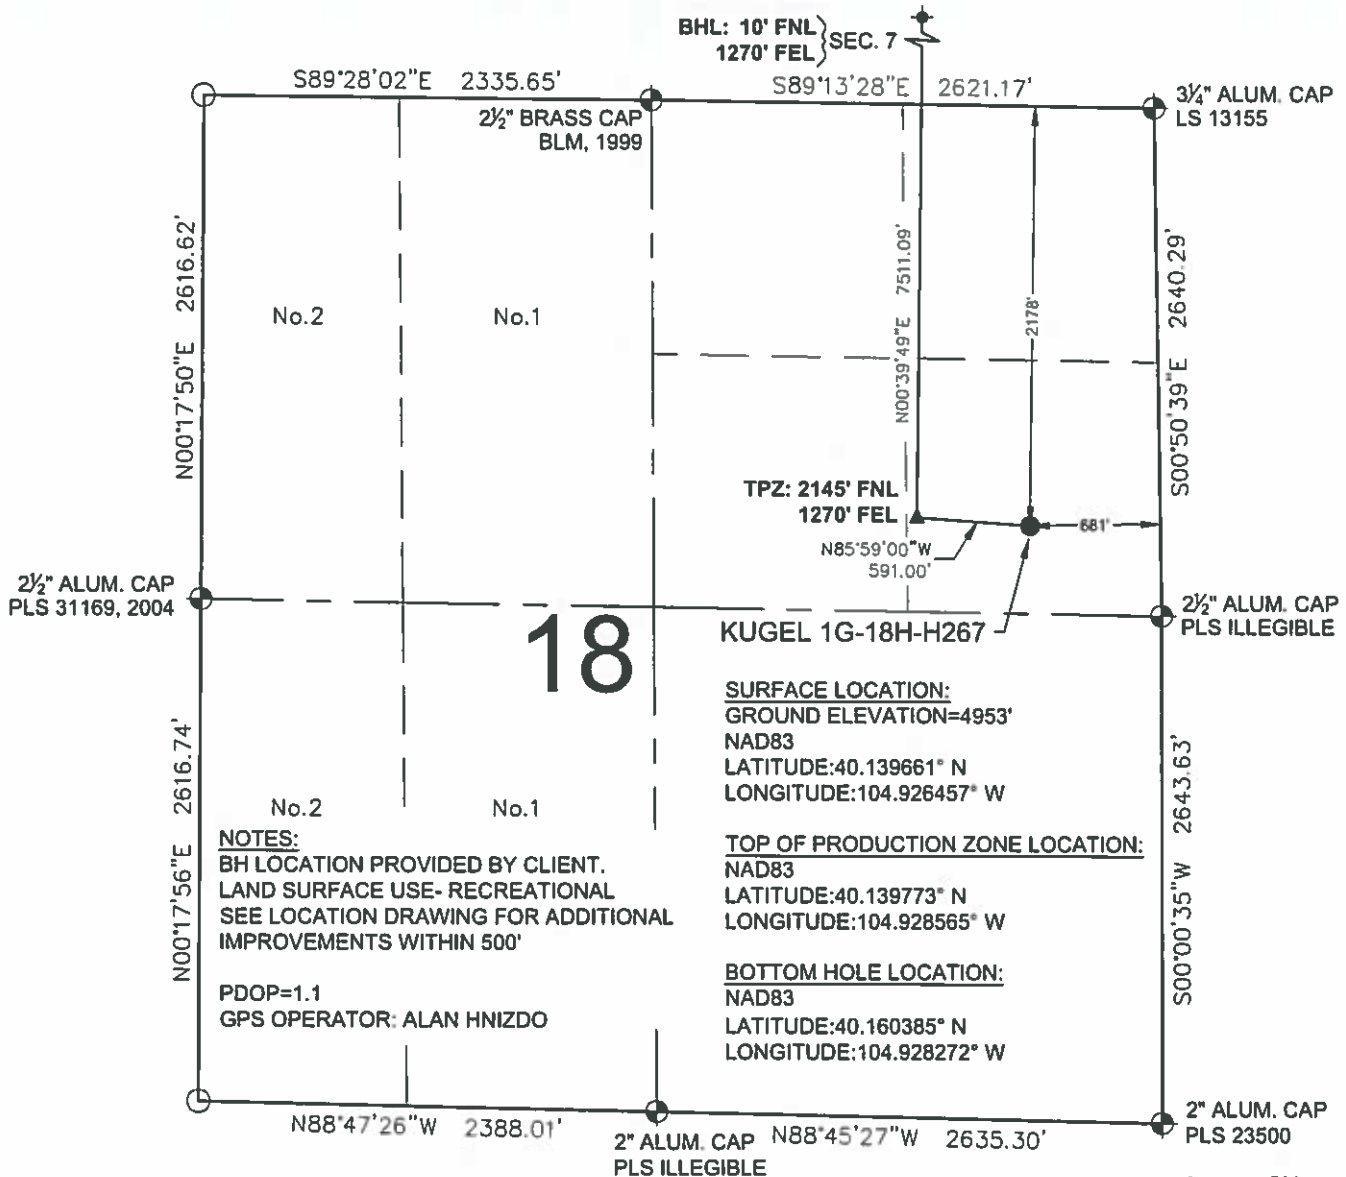 BHL: 10' FNL
1270' FEL
SEC. 7
S89°28'02"E 2335.65'
S89°13'28"E 2621.17'
2½" BRASS CAP
BLM, 1999
3¼" ALUM. CAP
LS 13155
N00°17'50"E 2616.62'
No.2
No.1
N00°39'49"E 7511.09'
2178'
S00°50'39"E 2640.29'
TPZ: 2145' FNL
1270' FEL
N85°59'00"W
591.00'
681'
2½" ALUM. CAP
PLS 31169, 2004
18
KUGEL 1G-18H-H267
2½" ALUM. CAP
PLS ILLEGIBLE
SURFACE LOCATION:
GROUND ELEVATION=4953'
NAD83
LATITUDE:40.139661° N
LONGITUDE:104.926457° W
N00°17'56"E 2616.74'
No.2
No.1
S00°00'35"W 2643.63'
NOTES:
BH LOCATION PROVIDED BY CLIENT.
LAND SURFACE USE- RECREATIONAL
SEE LOCATION DRAWING FOR ADDITIONAL
IMPROVEMENTS WITHIN 500'
TOP OF PRODUCTION ZONE LOCATION:
NAD83
LATITUDE:40.139773° N
LONGITUDE:104.928565° W
PDOP=1.1
GPS OPERATOR: ALAN HNIZDO
BOTTOM HOLE LOCATION:
NAD83
LATITUDE:40.160385° N
LONGITUDE:104.928272° W
N88°47'26"W 2388.01'
2" ALUM. CAP
PLS ILLEGIBLE
N88°45'27"W 2635.30'
2" ALUM. CAP
PLS 23500